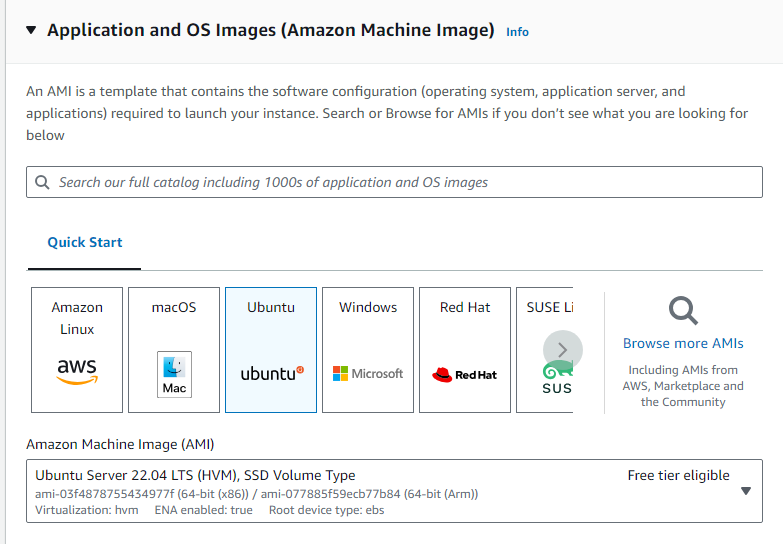 Application and OS Images (Amazon Machine Image) Info
An AMI is a template that contains the software configuration (operating system, application server, and
applications) required to launch your instance. Search or Browse for AMIs if you don’t see what you are looking for
below
Search our full catalog including 1000s of application and OS images
Quick Start
Amazon
Linux
aws
macOS
Mac
Ubuntu
ubuntu
Windows
Microsoft
Red Hat
Red Hat
SUSE Li
SUS
Browse more AMIs
Including AMIs from
AWS, Marketplace and
the Community
Amazon Machine Image (AMI)
Ubuntu Server 22.04 LTS (HVM), SSD Volume Type Free tier eligible
ami-03f4878755434977f (64-bit (x86)) / ami-077885f59ecb77b84 (64-bit (Arm))
Virtualization: hvm ENA enabled: true Root device type: ebs